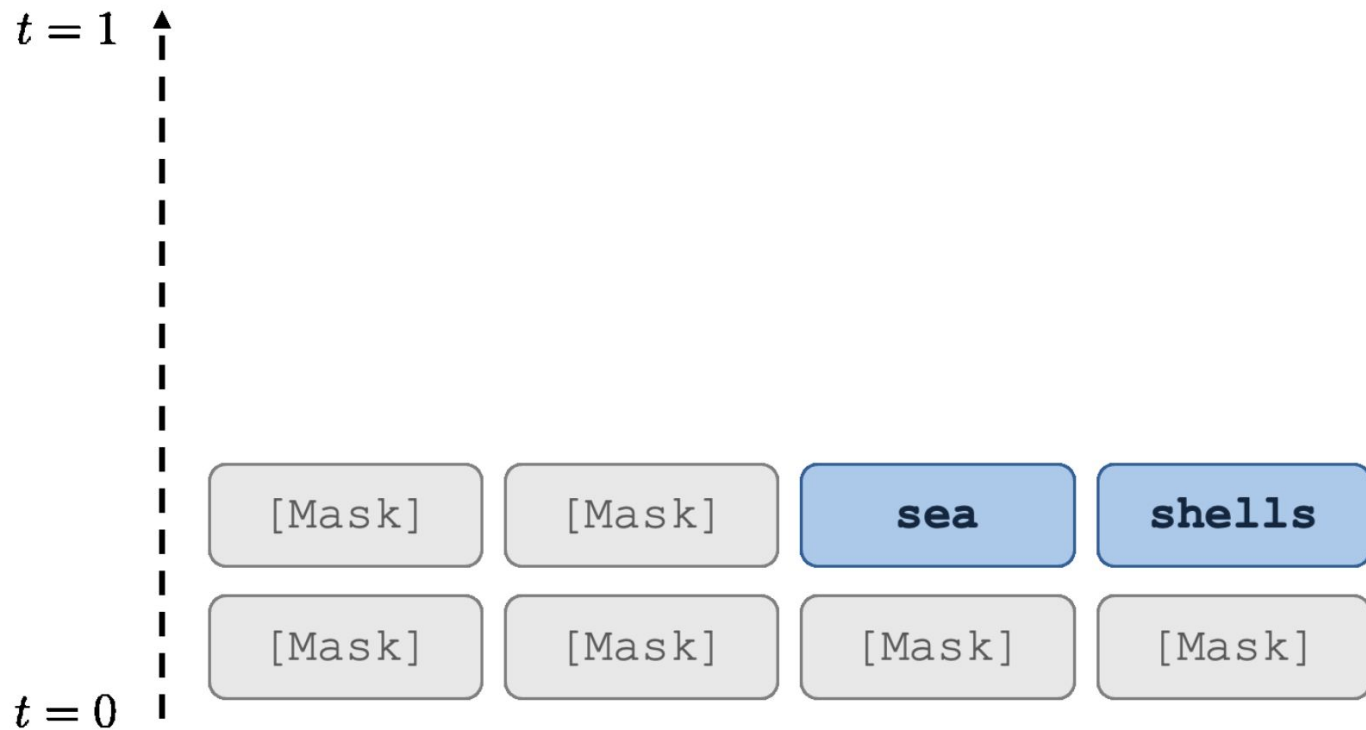 t = 1
[Mask] [Mask] sea shells
[Mask] [Mask] [Mask] [Mask]
t = 0